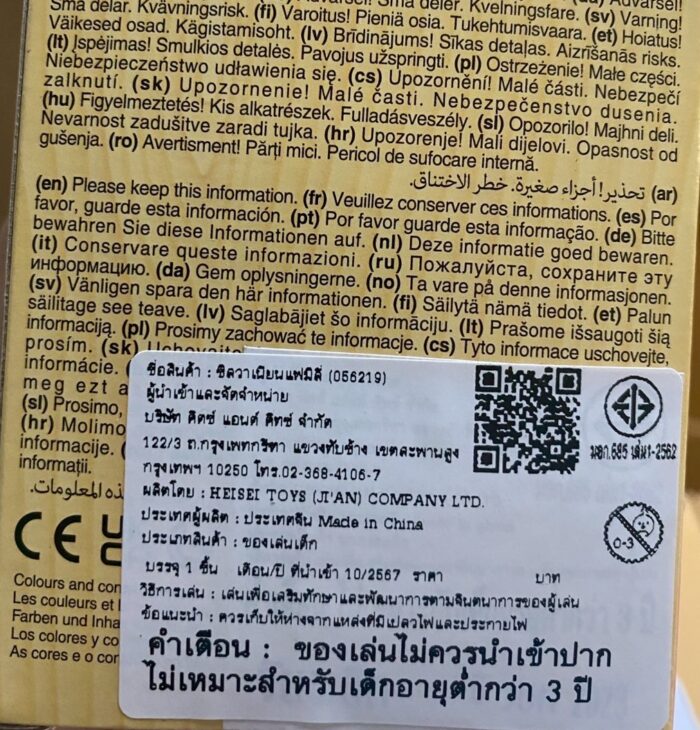 Små delar. Kvävningsrisk. (fi) Varoitus! Pieniä osia. Tukehtumisvaara. (et) Hoiatus!
Väikesed osad. Kägistamisoht. (lv) Brīdinājums! Sīkas detaļas. Aizrīšanās risks.
(lt) Įspėjimas! Smulkios detalės. Pavojus užspringti. (pl) Ostrzeżenie! Małe części.
Niebezpieczeństwo udławienia się. (cs) Upozornění! Malé části. Nebezpečí
zalknutí. (sk) Upozornenie! Malé časti. Nebezpečenstvo dusenia.
(hu) Figyelmeztetés! Kis alkatrészek. Fulladásveszély. (sl) Opozorilo! Majhni deli.
Nevarnost zadušitve zaradi tujka. (hr) Upozorenje! Mali dijelovi. Opasnost od
gušenja. (ro) Avertisment! Părți mici. Pericol de sufocare internă.
(ar) تحذير! أجزاء صغيرة. خطر الاختناق.
(en) Please keep this information. (fr) Veuillez conserver ces informations. (es) Por
favor, guarde esta información. (pt) Por favor guarde esta informação. (de) Bitte
bewahren Sie diese Informationen auf. (nl) Deze informatie goed bewaren.
(it) Conservare queste informazioni. (ru) Пожалуйста, сохраните эту
информацию. (da) Gem oplysningerne. (no) Ta vare på denne informasjonen.
(sv) Vänligen spara den här informationen. (fi) Säilytä nämä tiedot. (et) Palun
säilitage see teave. (lv) Saglabājiet šo informāciju. (lt) Prašome išsaugoti šią
informaciją. (pl) Prosimy zachować te informacje. (cs) Tyto informace uschovejte,
prosím. (sk) Uchovajte
informácie.
meg ezt a
(sl) Prosimo,
(hr) Molimo
informacije. (
informații.
هذه المعلومات.
CE
Colours and con
Les couleurs et l
Farben und Inha
Los colores y co
As cores e o con
ชื่อสินค้า : ซิลวาเนียนแฟมิลี่ (056219)
ผู้นำเข้าและจัดจำหน่าย
บริษัท คิดซ์ แอนด์ คิทซ์ จำกัด
122/3 ถ.กรุงเทพกรีฑา แขวงทับช้าง เขตสะพานสูง
กรุงเทพฯ 10250 โทร.02-368-4106-7
ผลิตโดย : HEISEI TOYS (JI'AN) COMPANY LTD.
ประเทศผู้ผลิต : ประเทศจีน Made in China
ประเภทสินค้า : ของเล่นเด็ก
บรรจุ 1 ชิ้น เดือน/ปี ที่นำเข้า 10/2567 ราคา บาท
วิธีการเล่น : เล่นเพื่อเสริมทักษะและพัฒนาการตามจินตนาการของผู้เล่น
ข้อแนะนำ : ควรเก็บให้ห่างจากแหล่งที่มีเปลวไฟและประกายไฟ
คำเตือน : ของเล่นไม่ควรนำเข้าปาก
ไม่เหมาะสำหรับเด็กอายุต่ำกว่า 3 ปี
มอก.685 เล่ม1-2562
0-3